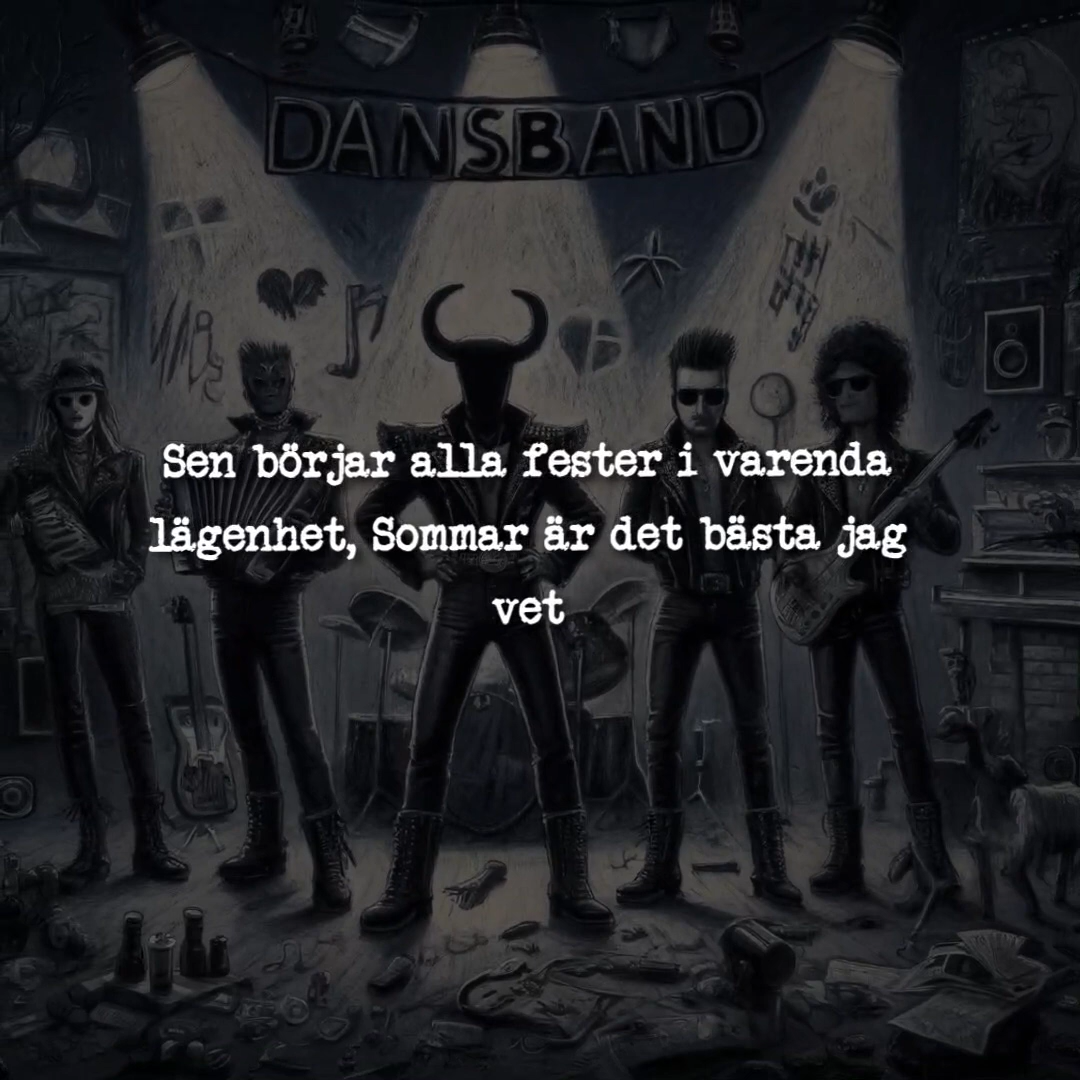 DANSBAND
Sen börjar alla fester i varenda
lägenhet, Sommar är det bästa jag
vet